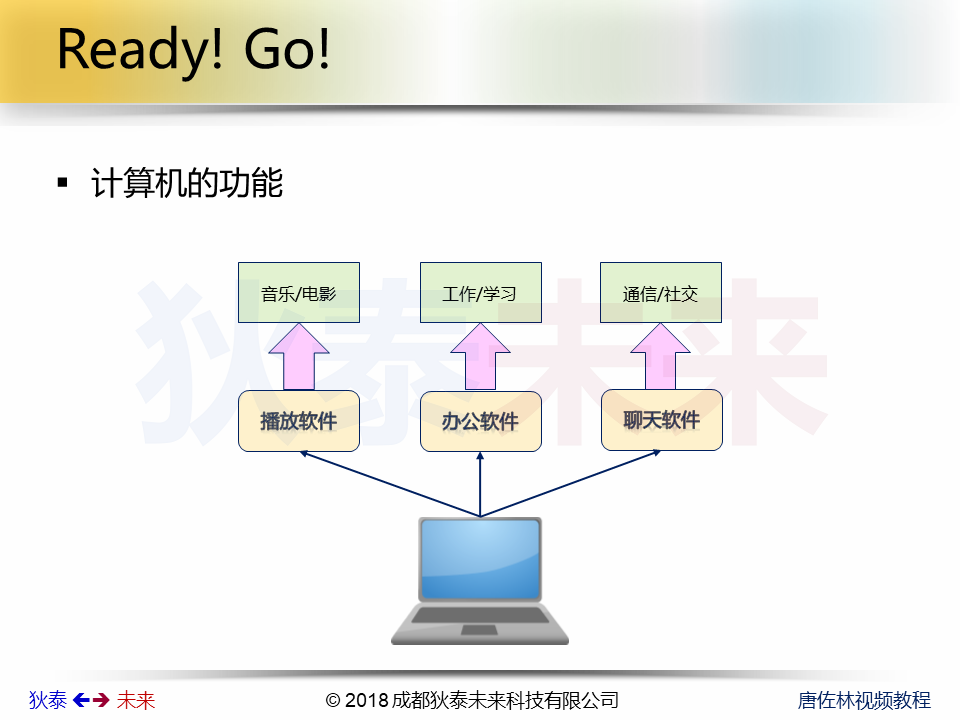 Ready! Go!
计算机的功能
音乐/电影 工作/学习 通信/社交
狄泰未来
播放软件 办公软件 聊天软件
狄泰 未来 © 2018 成都狄泰未来科技有限公司 唐佐林视频教程